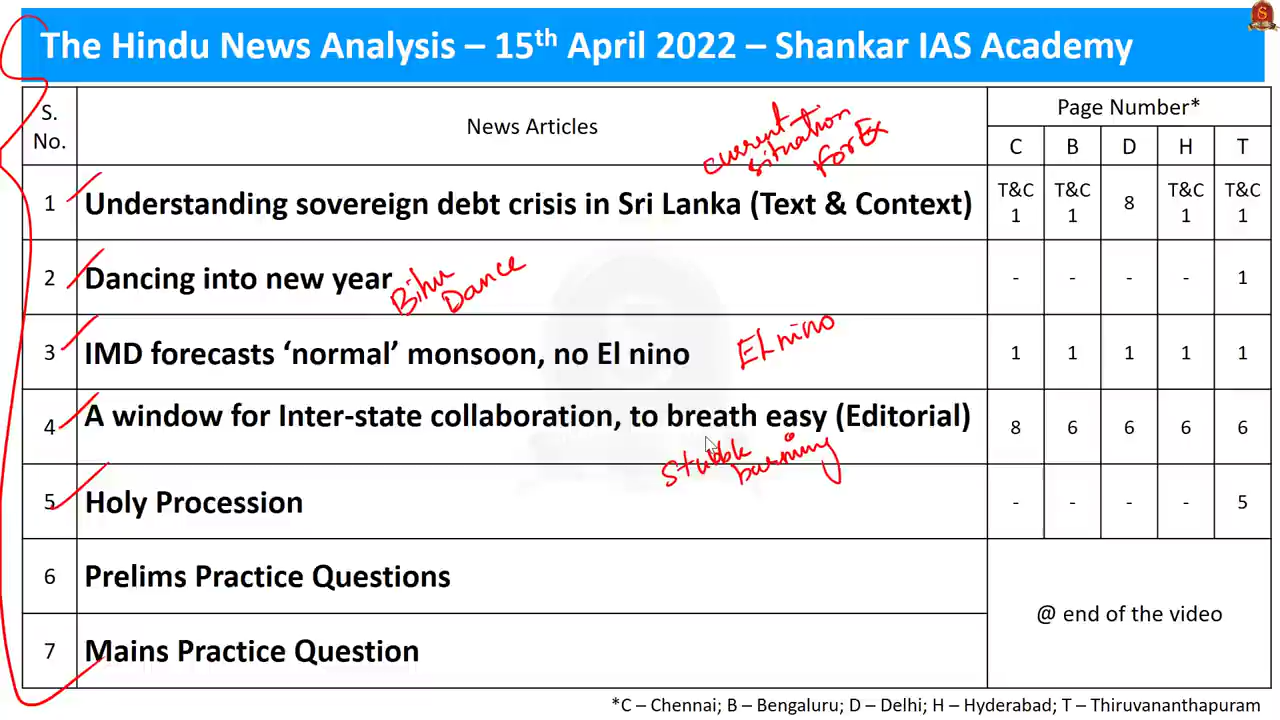 The Hindu News Analysis – 15th April 2022 – Shankar IAS Academy
S. No.
News Articles
Page Number*
C B D H T
current situation forEx
1 Understanding sovereign debt crisis in Sri Lanka (Text & Context) T&C 1 T&C 1 8 T&C 1 T&C 1
2 Dancing into new year - - - - 1
Bihu Dance
3 IMD forecasts ‘normal’ monsoon, no El nino 1 1 1 1 1
El nino
4 A window for Inter-state collaboration, to breath easy (Editorial) 8 6 6 6 6
Stubble burning
5 Holy Procession - - - - 5
6 Prelims Practice Questions
7 Mains Practice Question
@ end of the video
*C – Chennai; B – Bengaluru; D – Delhi; H – Hyderabad; T – Thiruvananthapuram